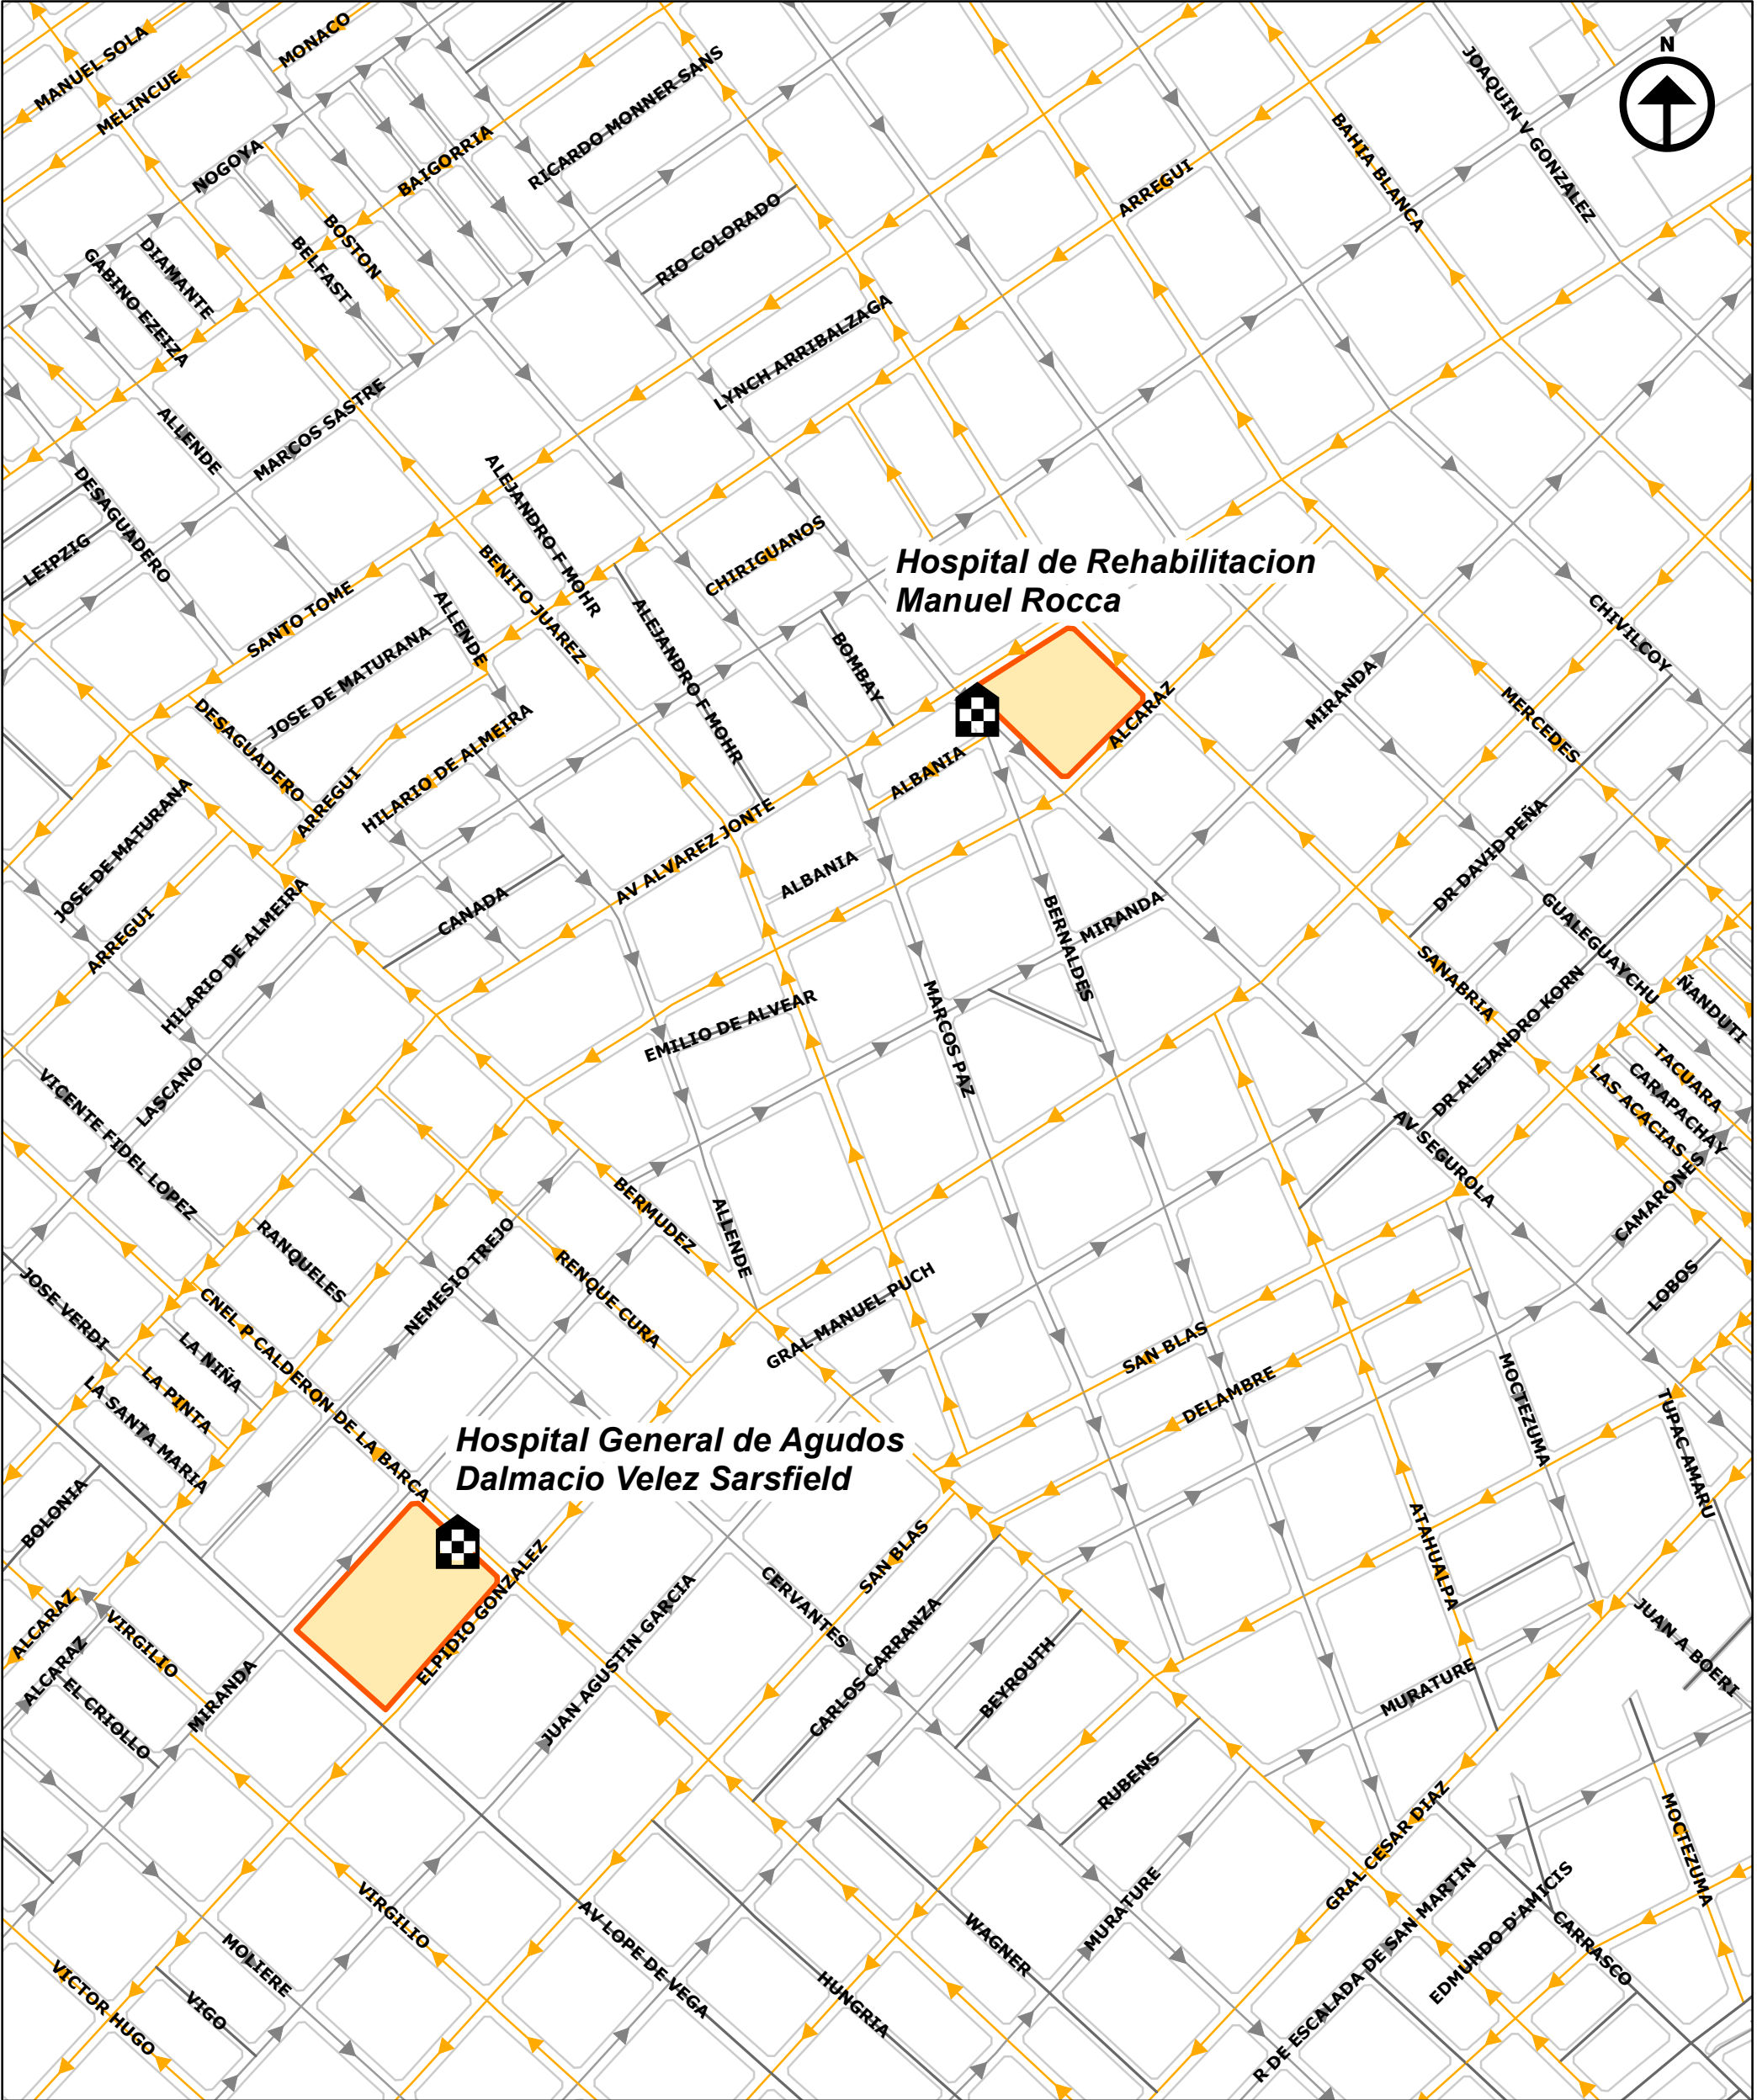 MANUEL SOLA
MONACO
N
MELINCUE
RICARDO MONNER SANS
JOAQUIN V GONZALEZ
NOGOYA
BAIGORRIA
BAHIA BLANCA
ARREGUI
GABINO EZEIZA
DIAMANTE
BELFAST
BOSTON
RIO COLORADO
LYNCH ARRIBALZAGA
ALLENDE
MARCOS SASTRE
DESAGUADERO
ALEJANDRO F MOHR
LEIPZIG
CHIRIGUANOS
Hospital de Rehabilitacion
Manuel Rocca
BENITO JUAREZ
SANTO TOME
ALLENDE
ALEJANDRO F MOHR
BOMBAY
CHIVILCOY
JOSE DE MATURANA
DESAGUADERO
HILARIO DE ALMEIRA
ALCARAZ
MIRANDA
MERCEDES
ARREGUI
ALBANIA
JOSE DE MATURANA
AV ALVAREZ JONTE
DR DAVID PEÑA
ALBANIA
CANADA
HILARIO DE ALMEIRA
ARREGUI
BERNALDES
MIRANDA
GUALEGUAYCHU
SANABRIA
ÑANDUTI
EMILIO DE ALVEAR
MARCOS PAZ
DR ALEJANDRO KORN
LASCANO
VICENTE FIDEL LOPEZ
TACUARA
CARAPACHAY
LAS ACACIAS
AV SEGUROLA
CAMARONES
BERMUDEZ
ALLENDE
RANQUELES
NEMESIO TREJO
RENQUE CURA
GRAL MANUEL PUCH
LOBOS
JOSE VERDI
CNEL P CALDERON DE LA BARCA
LA NIÑA
LA PINTA
LA SANTA MARIA
SAN BLAS
DELAMBRE
MOCTEZUMA
TUPAC AMARU
Hospital General de Agudos
Dalmacio Velez Sarsfield
BOLONIA
ATAHUALPA
SAN BLAS
ELPIDIO GONZALEZ
CERVANTES
JUAN AGUSTIN GARCIA
CARLOS CARRANZA
BEYROUTH
JUAN A BOERI
ALCARAZ
ALCARAZ
VIRGILIO
EL CRIOLLO
MIRANDA
MURATURE
RUBENS
GRAL CESAR DIAZ
MOCTEZUMA
VIRGILIO
AV LOPE DE VEGA
WAGNER
MURATURE
R DE ESCALADA DE SAN MARTIN
EDMUNDO D'AMICIS
CARRASCO
MOLIERE
VICTOR HUGO
VIGO
HUNGRIA